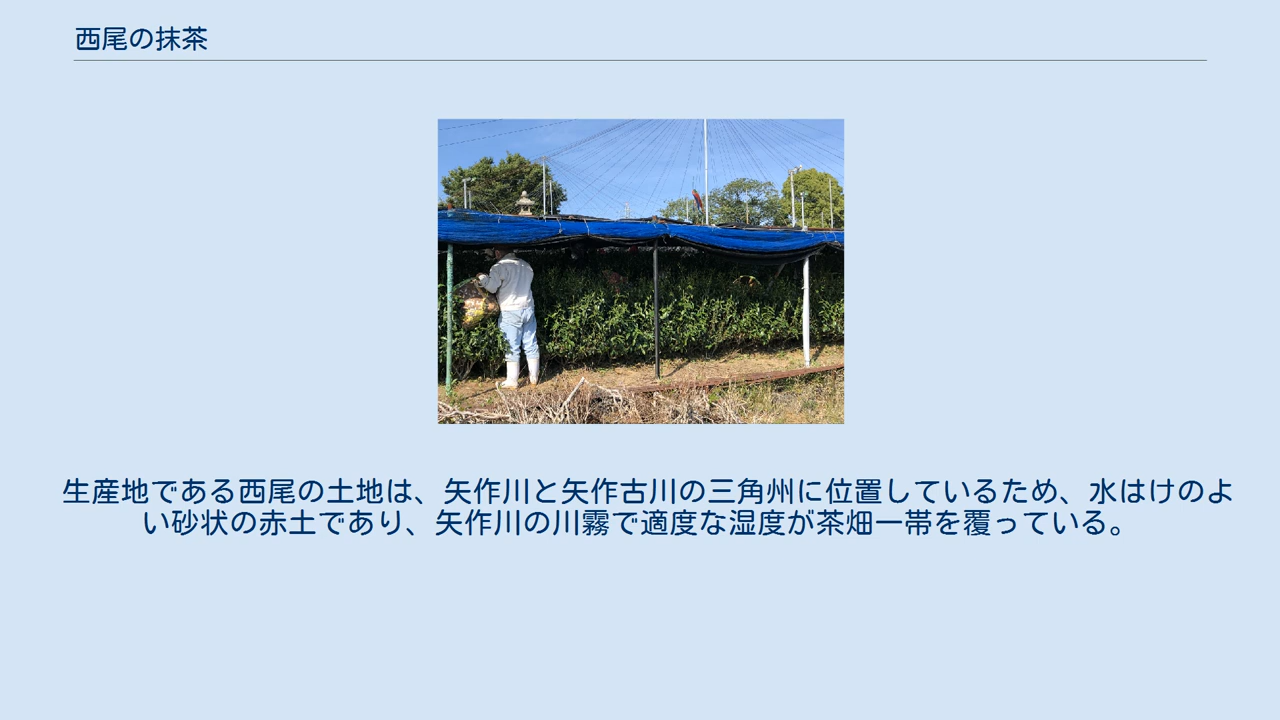 西尾の抹茶
生産地である西尾の土地は、矢作川と矢作古川の三角州に位置しているため、水はけのよ
い砂状の赤土であり、矢作川の川霧で適度な湿度が茶畑一帯を覆っている。